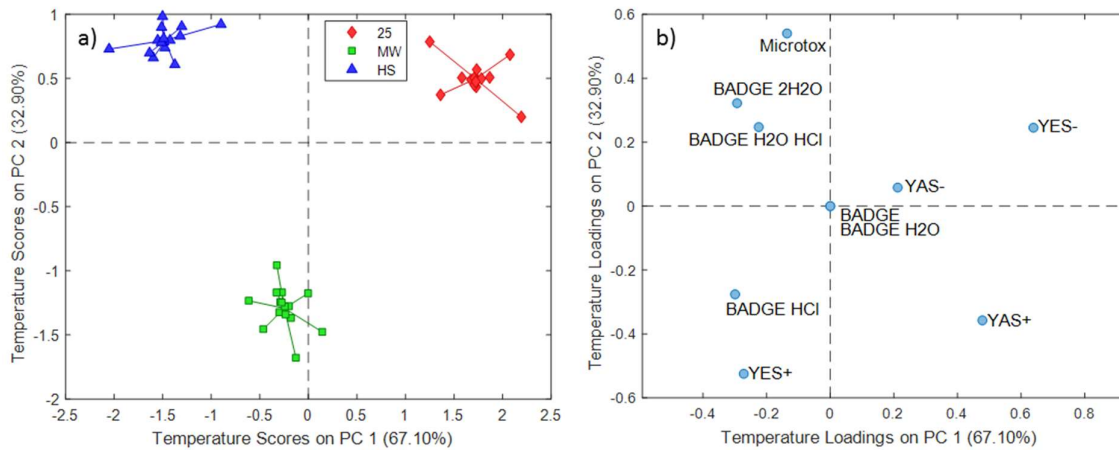 a)
25
MW
HS
1
0.5
0
-0.5
-1
-1.5
-2
-2.5
-2
-1.5
-1
-0.5
0
0.5
1
1.5
2
2.5
Temperature Scores on PC 2 (32.90%)
Temperature Scores on PC 1 (67.10%)
b)
Microtox
BADGE 2H2O
BADGE H2O HCl
YES-
YAS-
BADGE
BADGE H2O
BADGE HCl
YAS+
YES+
0.6
0.4
0.2
0
-0.2
-0.4
-0.6
-0.4
-0.2
0
0.2
0.4
0.6
0.8
Temperature Loadings on PC 2 (32.90%)
Temperature Loadings on PC 1 (67.10%)